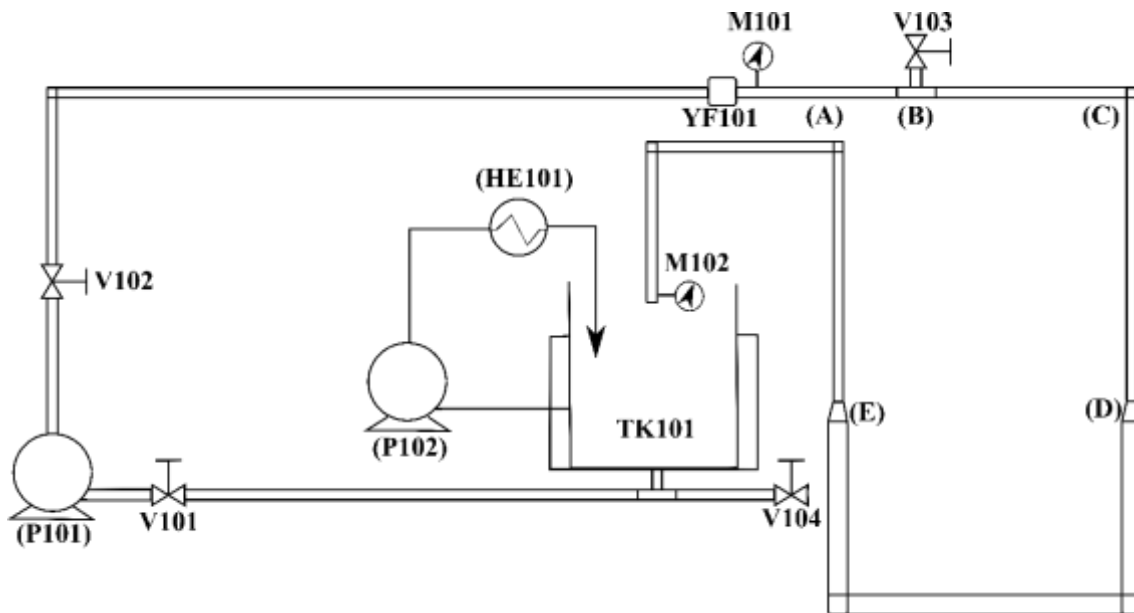 M101
V103
YF101
(A)
(B)
(C)
(HE101)
V102
M102
(E)
(D)
TK101
(P102)
V101
V104
(P101)